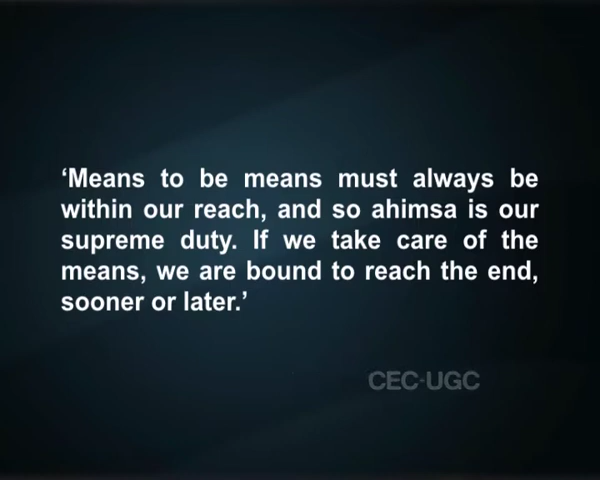 ‘Means to be means must always be
within our reach, and so ahimsa is our
supreme duty. If we take care of the
means, we are bound to reach the end,
sooner or later.’
CEC-UGC